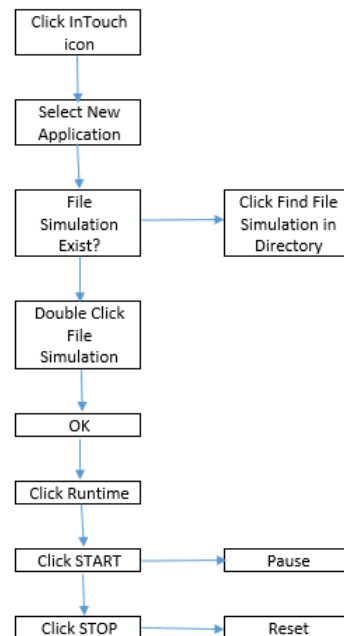 Click InTouch
icon
Select New
Application
File
Simulation
Exist?
Click Find File
Simulation in
Directory
Double Click
File
Simulation
OK
Click Runtime
Click START
Pause
Click STOP
Reset